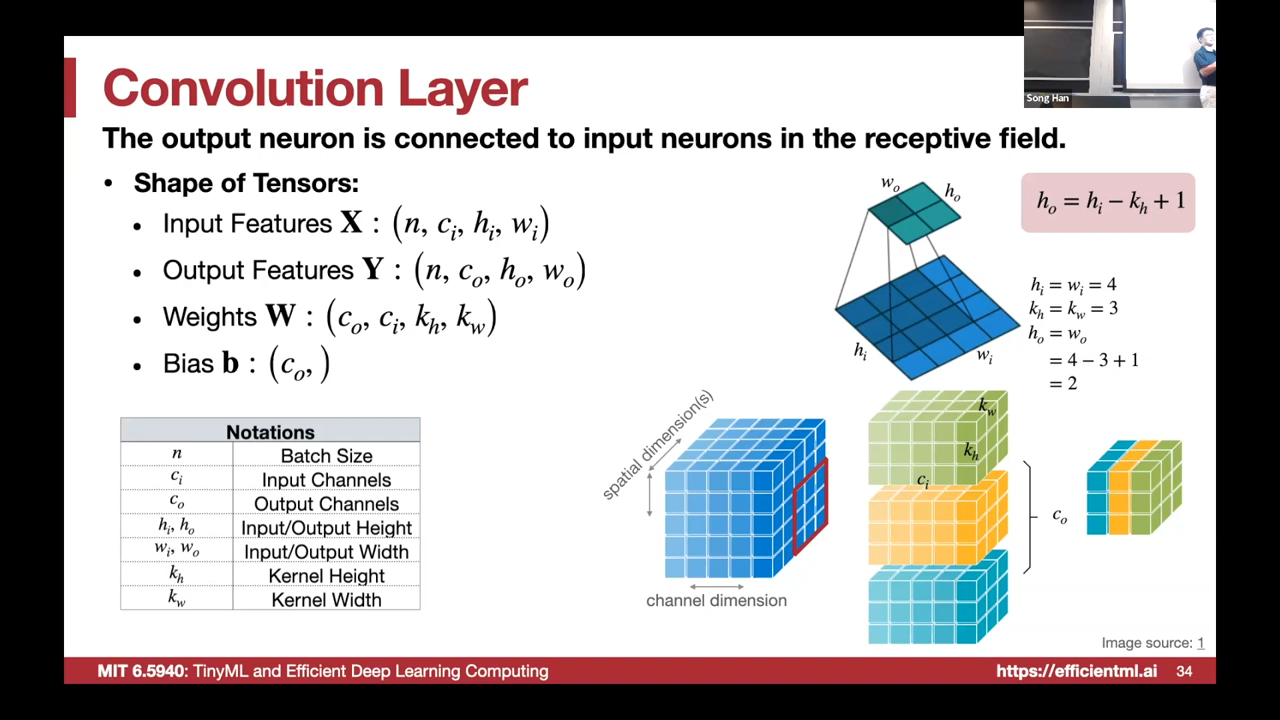 Song Han
Convolution Layer
The output neuron is connected to input neurons in the receptive field.
• Shape of Tensors:
• Input Features X : (n, cᵢ, hᵢ, wᵢ)
• Output Features Y : (n, cₒ, hₒ, wₒ)
• Weights W : (cₒ, cᵢ, kₕ, k_w)
• Bias b : (cₒ, )
Notations
n Batch Size
cᵢ Input Channels
cₒ Output Channels
hᵢ, hₒ Input/Output Height
wᵢ, wₒ Input/Output Width
kₕ Kernel Height
k_w Kernel Width
wₒ
hₒ
hᵢ
wᵢ
hₒ = hᵢ − kₕ + 1
hᵢ = wᵢ = 4
kₕ = k_w = 3
hₒ = wₒ
= 4 − 3 + 1
= 2
spatial dimension(s)
channel dimension
k_w
kₕ
cᵢ
cₒ
Image source: 1
MIT 6.5940: TinyML and Efficient Deep Learning Computing
https://efficientml.ai
34